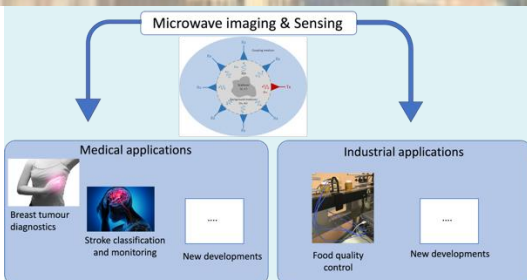 Microwave imaging & Sensing
Medical applications
Industrial applications
Breast tumour
diagnostics
Stroke classification
and monitoring
....
New developments
Food quality
control
....
New developments